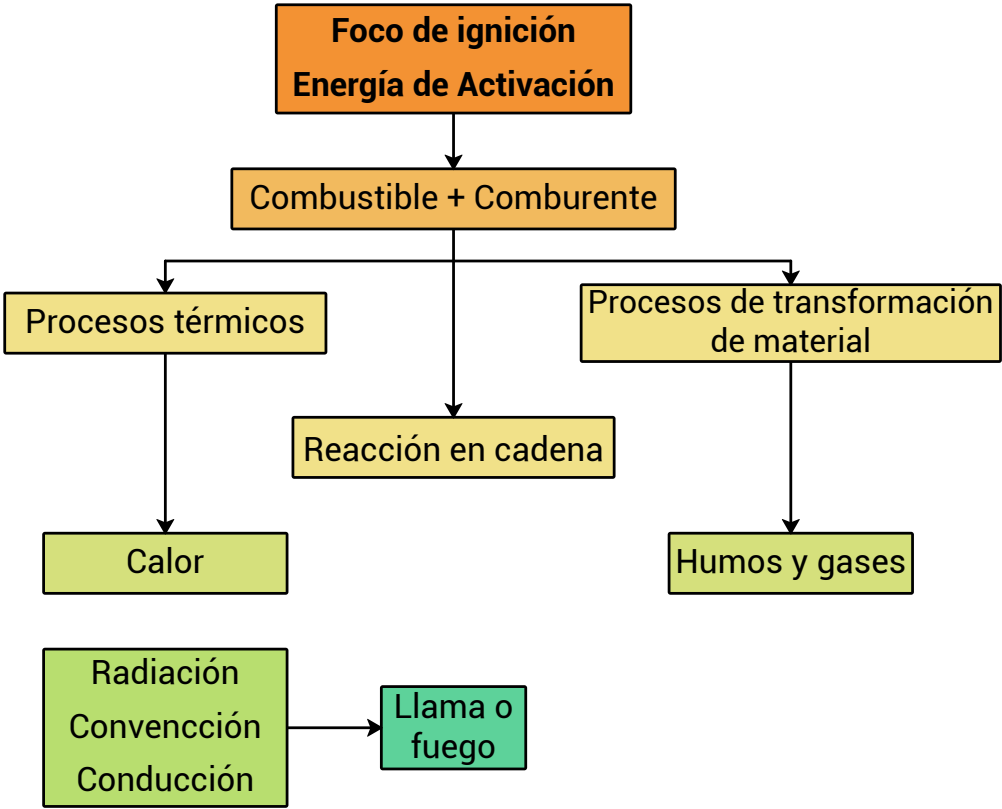 Foco de ignición
Energía de Activación
Combustible + Comburente
Procesos térmicos
Procesos de transformación
de material
Reacción en cadena
Calor
Humos y gases
Radiación
Convencción
Conducción
Llama o
fuego